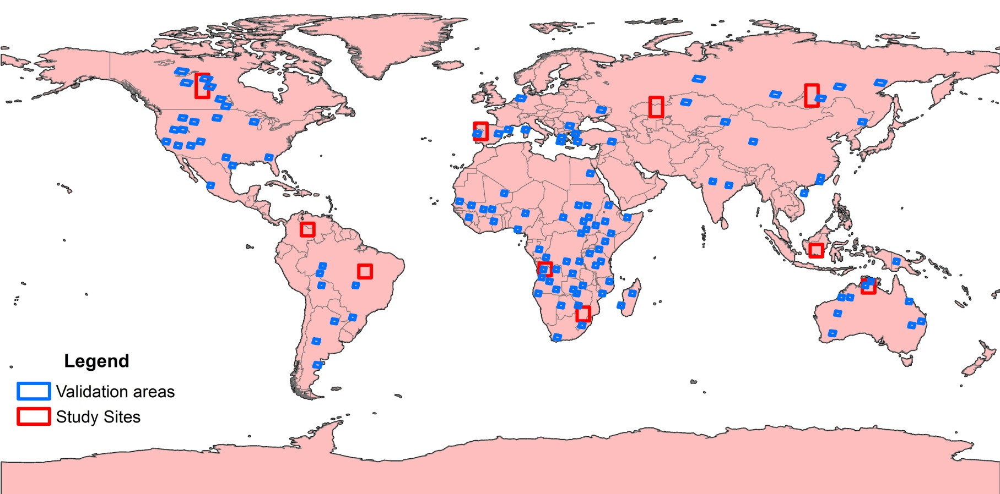 Legend
Validation areas
Study Sites